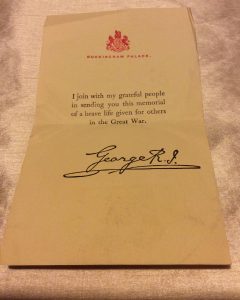 BUCKINGHAM PALACE.
I join with my grateful people
in sending you this memorial
of a brave life given for others
in the Great War.
George R.I.